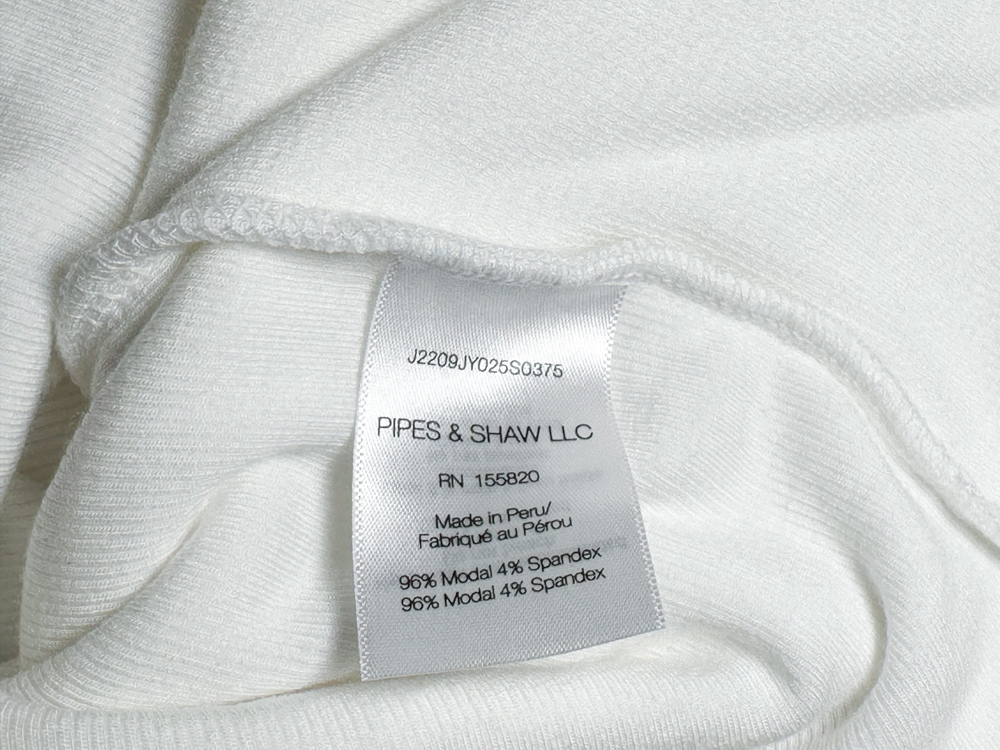 J2209JY025S0375
PIPES & SHAW LLC
RN 155820
Made in Peru/
Fabriqué au Pérou
96% Modal 4% Spandex
96% Modal 4% Spandex